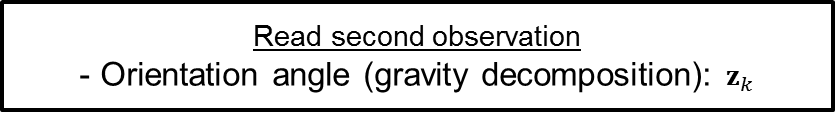 Read second observation
- Orientation angle (gravity decomposition): 𝐳𝑘